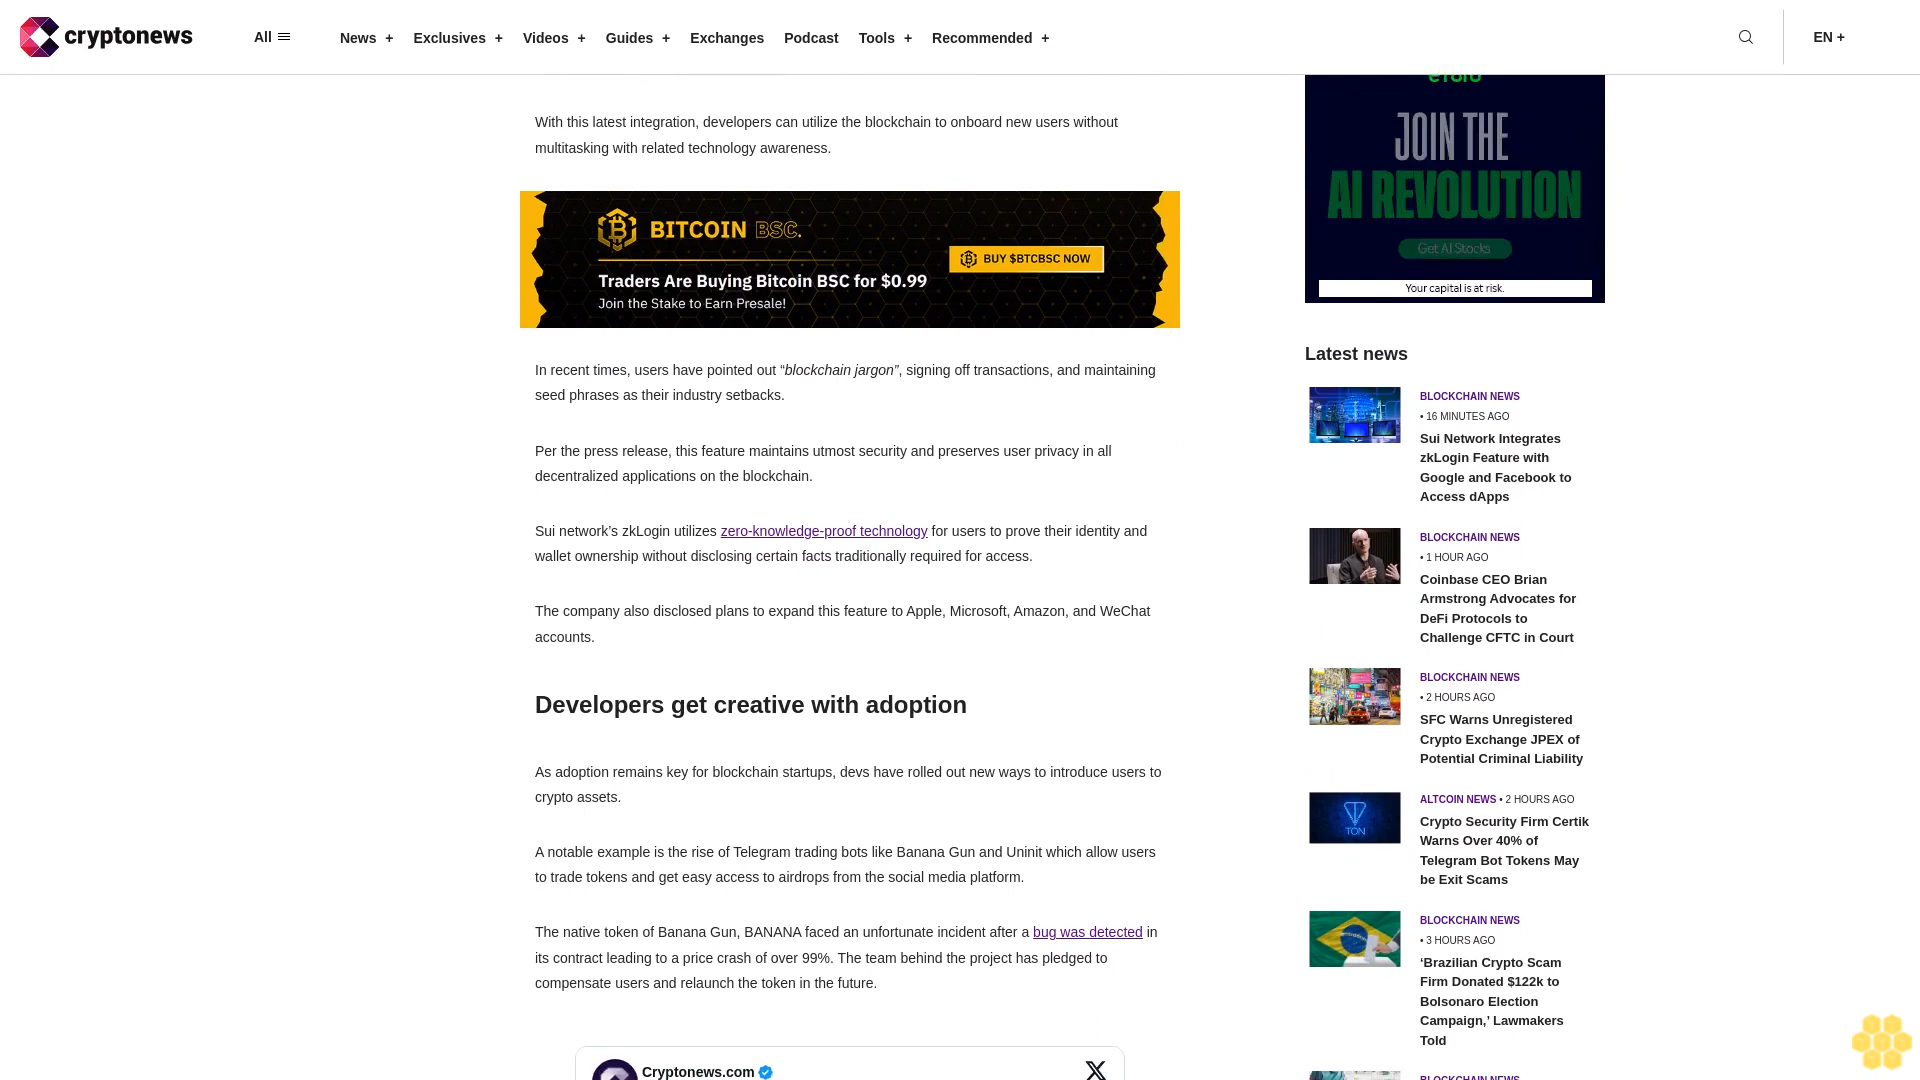 cryptonews
All
News +
Exclusives +
Videos +
Guides +
Exchanges
Podcast
Tools +
Recommended +
EN +
With this latest integration, developers can utilize the blockchain to onboard new users without
multitasking with related technology awareness.
BITCOIN BSC.
Traders Are Buying Bitcoin BSC for $0.99
Join the Stake to Earn Presale!
BUY $BTCBSC NOW
In recent times, users have pointed out “blockchain jargon”, signing off transactions, and maintaining
seed phrases as their industry setbacks.
Per the press release, this feature maintains utmost security and preserves user privacy in all
decentralized applications on the blockchain.
Sui network’s zkLogin utilizes zero-knowledge-proof technology for users to prove their identity and
wallet ownership without disclosing certain facts traditionally required for access.
The company also disclosed plans to expand this feature to Apple, Microsoft, Amazon, and WeChat
accounts.
Developers get creative with adoption
As adoption remains key for blockchain startups, devs have rolled out new ways to introduce users to
crypto assets.
A notable example is the rise of Telegram trading bots like Banana Gun and Uninit which allow users
to trade tokens and get easy access to airdrops from the social media platform.
The native token of Banana Gun, BANANA faced an unfortunate incident after a bug was detected in
its contract leading to a price crash of over 99%. The team behind the project has pledged to
compensate users and relaunch the token in the future.
Cryptonews.com
eToro
JOIN THE
AI REVOLUTION
Get AI Stocks
Your capital is at risk.
Latest news
BLOCKCHAIN NEWS
• 16 MINUTES AGO
Sui Network Integrates
zkLogin Feature with
Google and Facebook to
Access dApps
BLOCKCHAIN NEWS
• 1 HOUR AGO
Coinbase CEO Brian
Armstrong Advocates for
DeFi Protocols to
Challenge CFTC in Court
BLOCKCHAIN NEWS
• 2 HOURS AGO
SFC Warns Unregistered
Crypto Exchange JPEX of
Potential Criminal Liability
TON
ALTCOIN NEWS • 2 HOURS AGO
Crypto Security Firm Certik
Warns Over 40% of
Telegram Bot Tokens May
be Exit Scams
BLOCKCHAIN NEWS
• 3 HOURS AGO
‘Brazilian Crypto Scam
Firm Donated $122k to
Bolsonaro Election
Campaign,’ Lawmakers
Told
BLOCKCHAIN NEWS